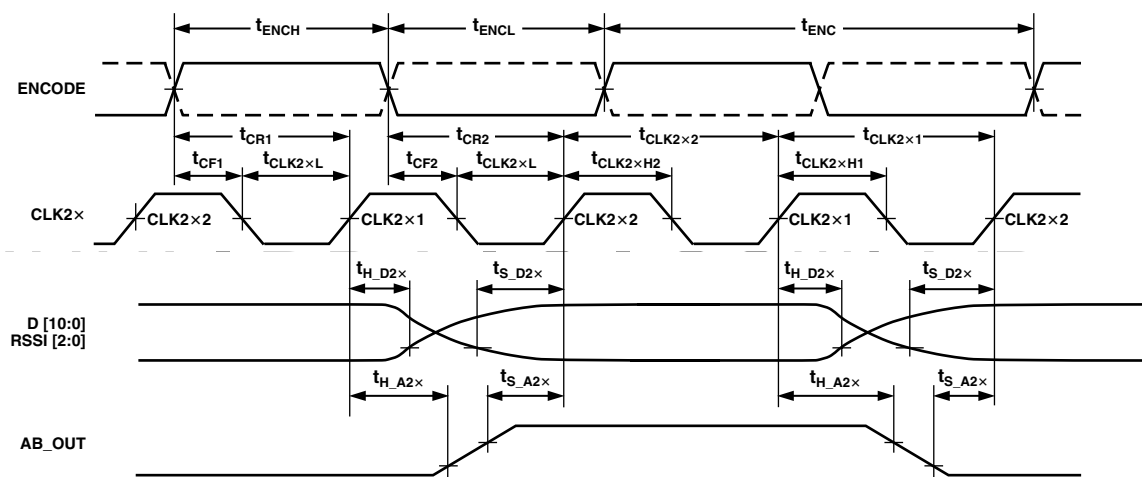 tENCH tENCL tENC
ENCODE
tCR1 tCR2 tCLK2×2 tCLK2×1
tCF1 tCLK2×L tCF2 tCLK2×L tCLK2×H2 tCLK2×H1
CLK2× CLK2×2 CLK2×1 CLK2×2 CLK2×1 CLK2×2
tH_D2× tS_D2× tH_D2× tS_D2×
D [10:0]
RSSI [2:0]
tH_A2× tS_A2× tH_A2× tS_A2×
AB_OUT